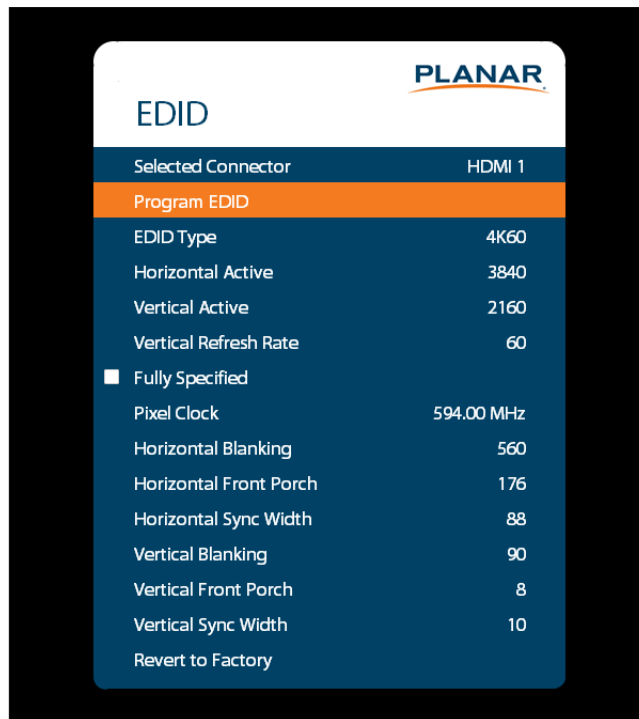 PLANAR
EDID
Selected Connector HDMI 1
Program EDID
EDID Type 4K60
Horizontal Active 3840
Vertical Active 2160
Vertical Refresh Rate 60
Fully Specified
Pixel Clock 594.00 MHz
Horizontal Blanking 560
Horizontal Front Porch 176
Horizontal Sync Width 88
Vertical Blanking 90
Vertical Front Porch 8
Vertical Sync Width 10
Revert to Factory